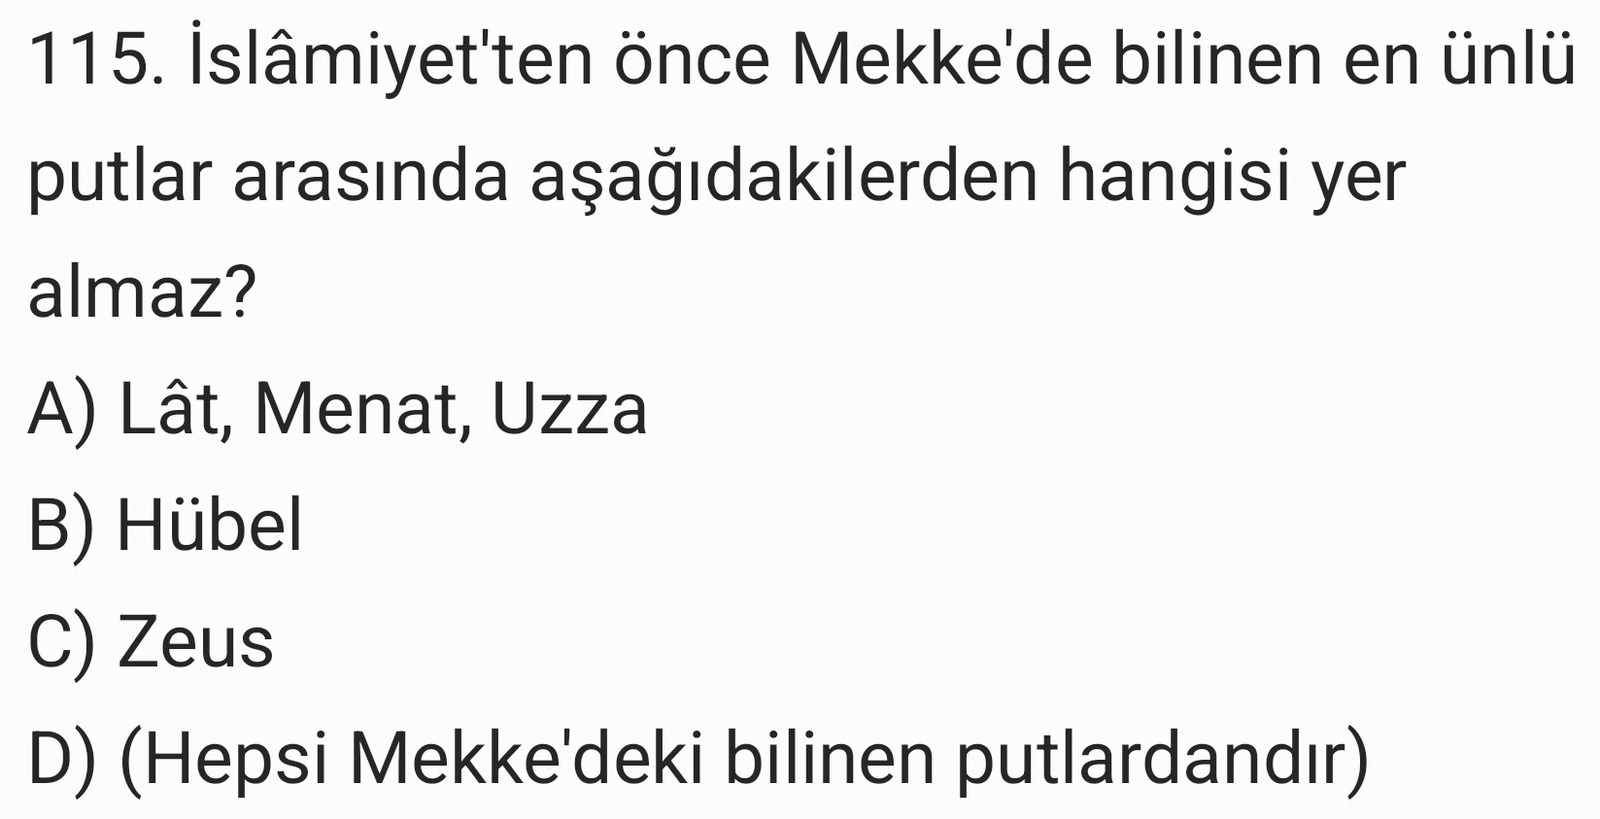 115. İslâmiyet'ten önce Mekke'de bilinen en ünlü
putlar arasında aşağıdakilerden hangisi yer
almaz?
A) Lât, Menat, Uzza
B) Hübel
C) Zeus
D) (Hepsi Mekke'deki bilinen putlardandır)